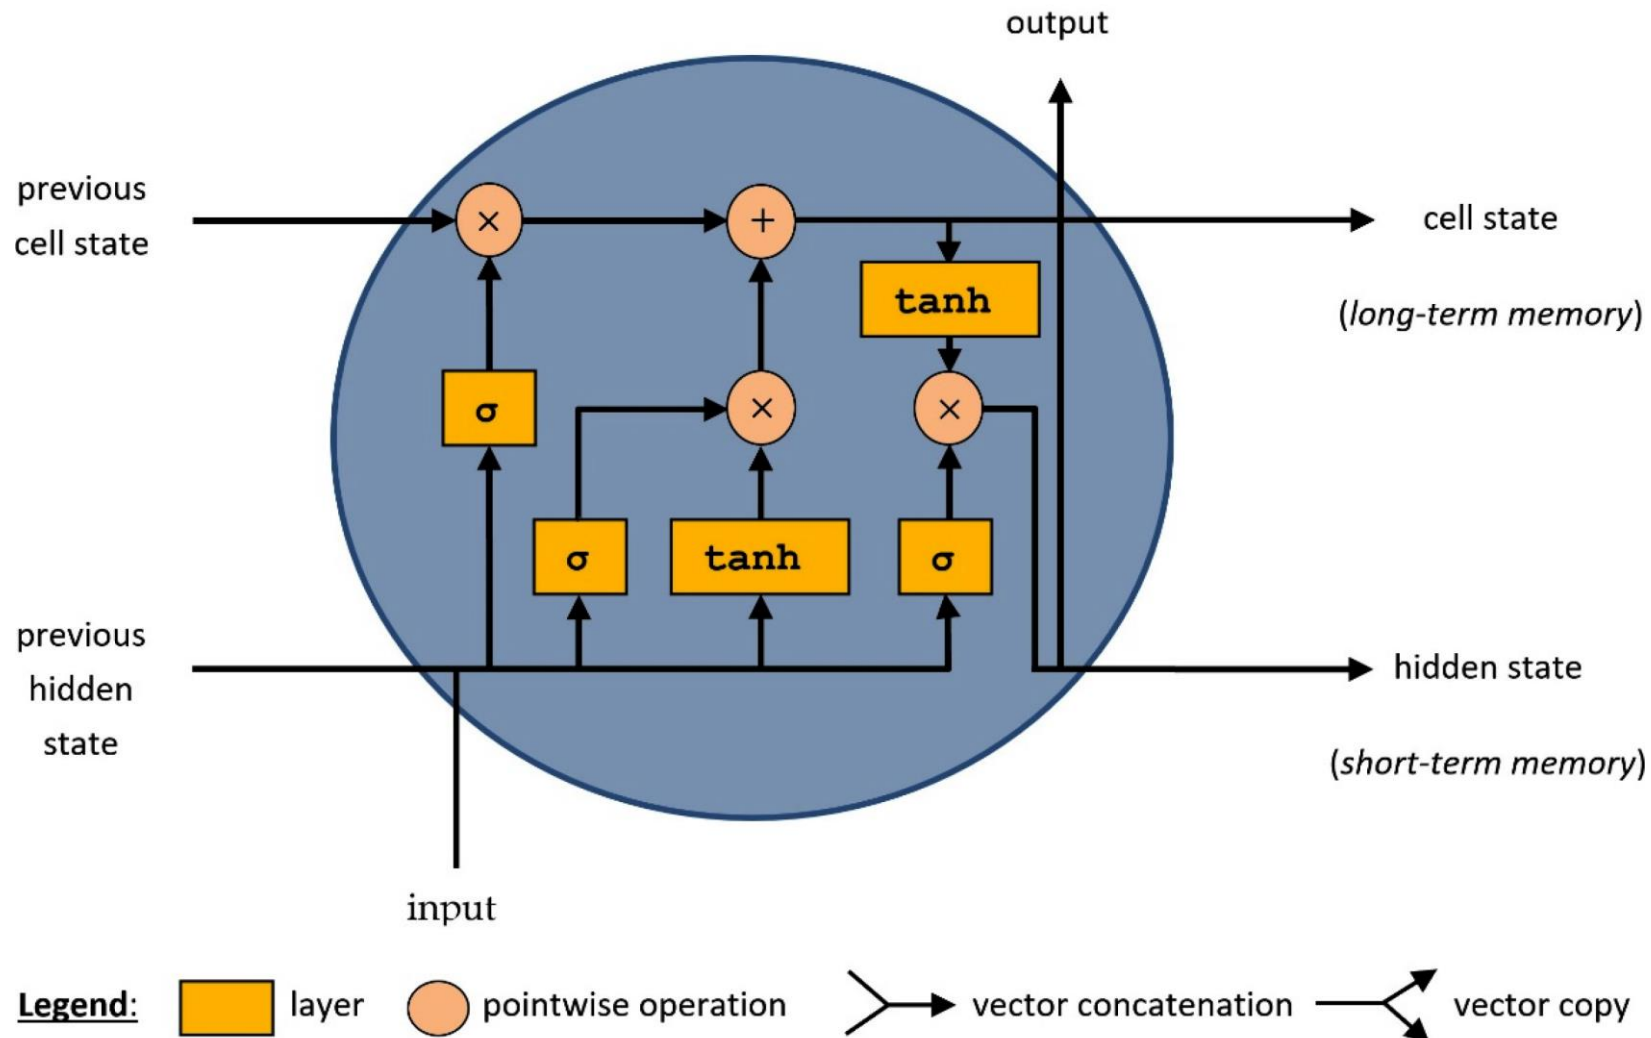 output
previous
cell state
×
+
cell state
tanh
(long-term memory)
σ
×
×
σ
tanh
σ
previous
hidden
state
hidden state
(short-term memory)
input
Legend:
layer
pointwise operation
vector concatenation
vector copy